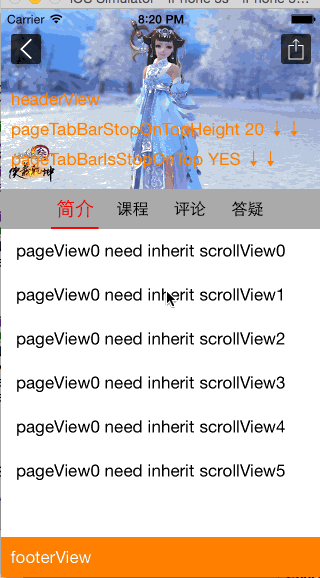 Carrier 8:20 PM
headerView
pageTabBarStopOnTopHeight 20 ↓ ↓
pageTabBarIsStopOnTop YES ↓ ↓
简介 课程 评论 答疑
pageView0 need inherit scrollView0
pageView0 need inherit scrollView1
pageView0 need inherit scrollView2
pageView0 need inherit scrollView3
pageView0 need inherit scrollView4
pageView0 need inherit scrollView5
footerView